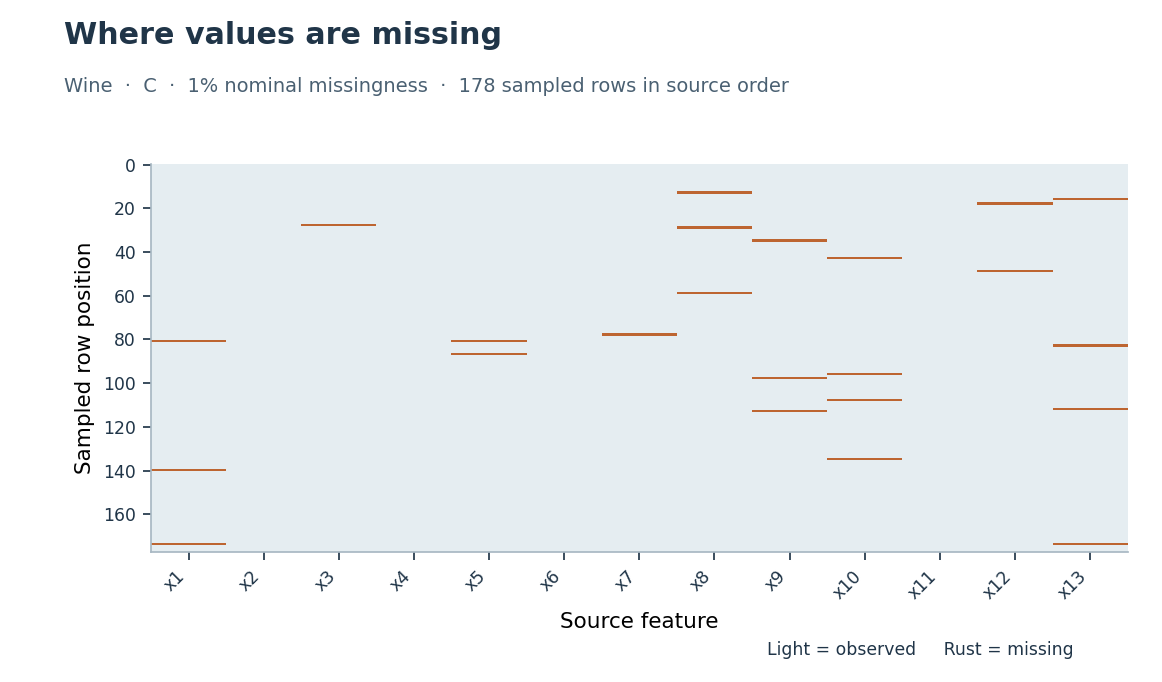 Where values are missing
Wine · C · 1% nominal missingness · 178 sampled rows in source order
0
20
40
60
80
100
120
140
160
Sampled row position
x1 x2 x3 x4 x5 x6 x7 x8 x9 x10 x11 x12 x13
Source feature
Light = observed Rust = missing